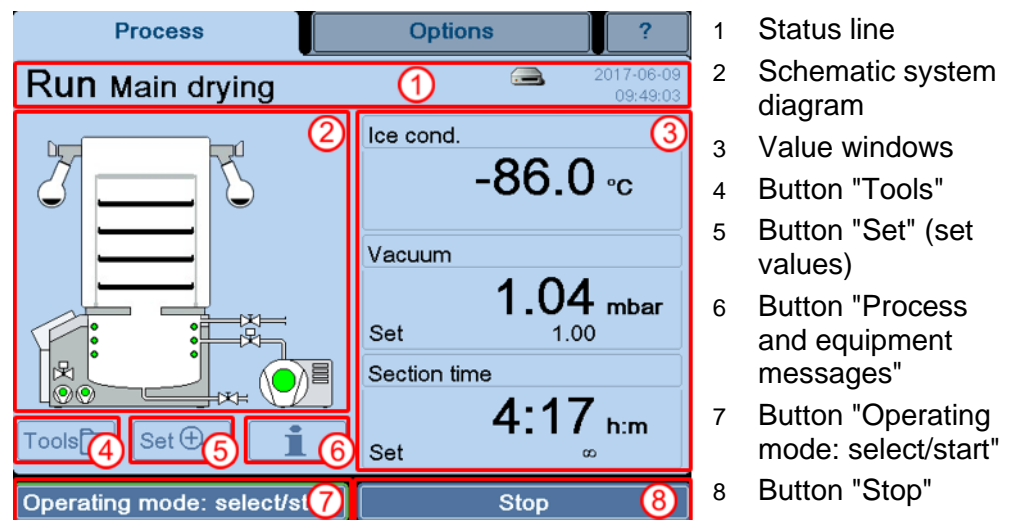 Process Options ?
Run Main drying 1 2017-06-09
09:49:03
2
Ice cond. 3
-86.0 °C
Vacuum
1.04 mbar
Set 1.00
Section time
4:17 h:m
Set ∞
Tools 4 Set 5 i 6
Operating mode: select/st 7 Stop 8
1 Status line
2 Schematic system
diagram
3 Value windows
4 Button "Tools"
5 Button "Set" (set
values)
6 Button "Process
and equipment
messages"
7 Button "Operating
mode: select/start"
8 Button "Stop"